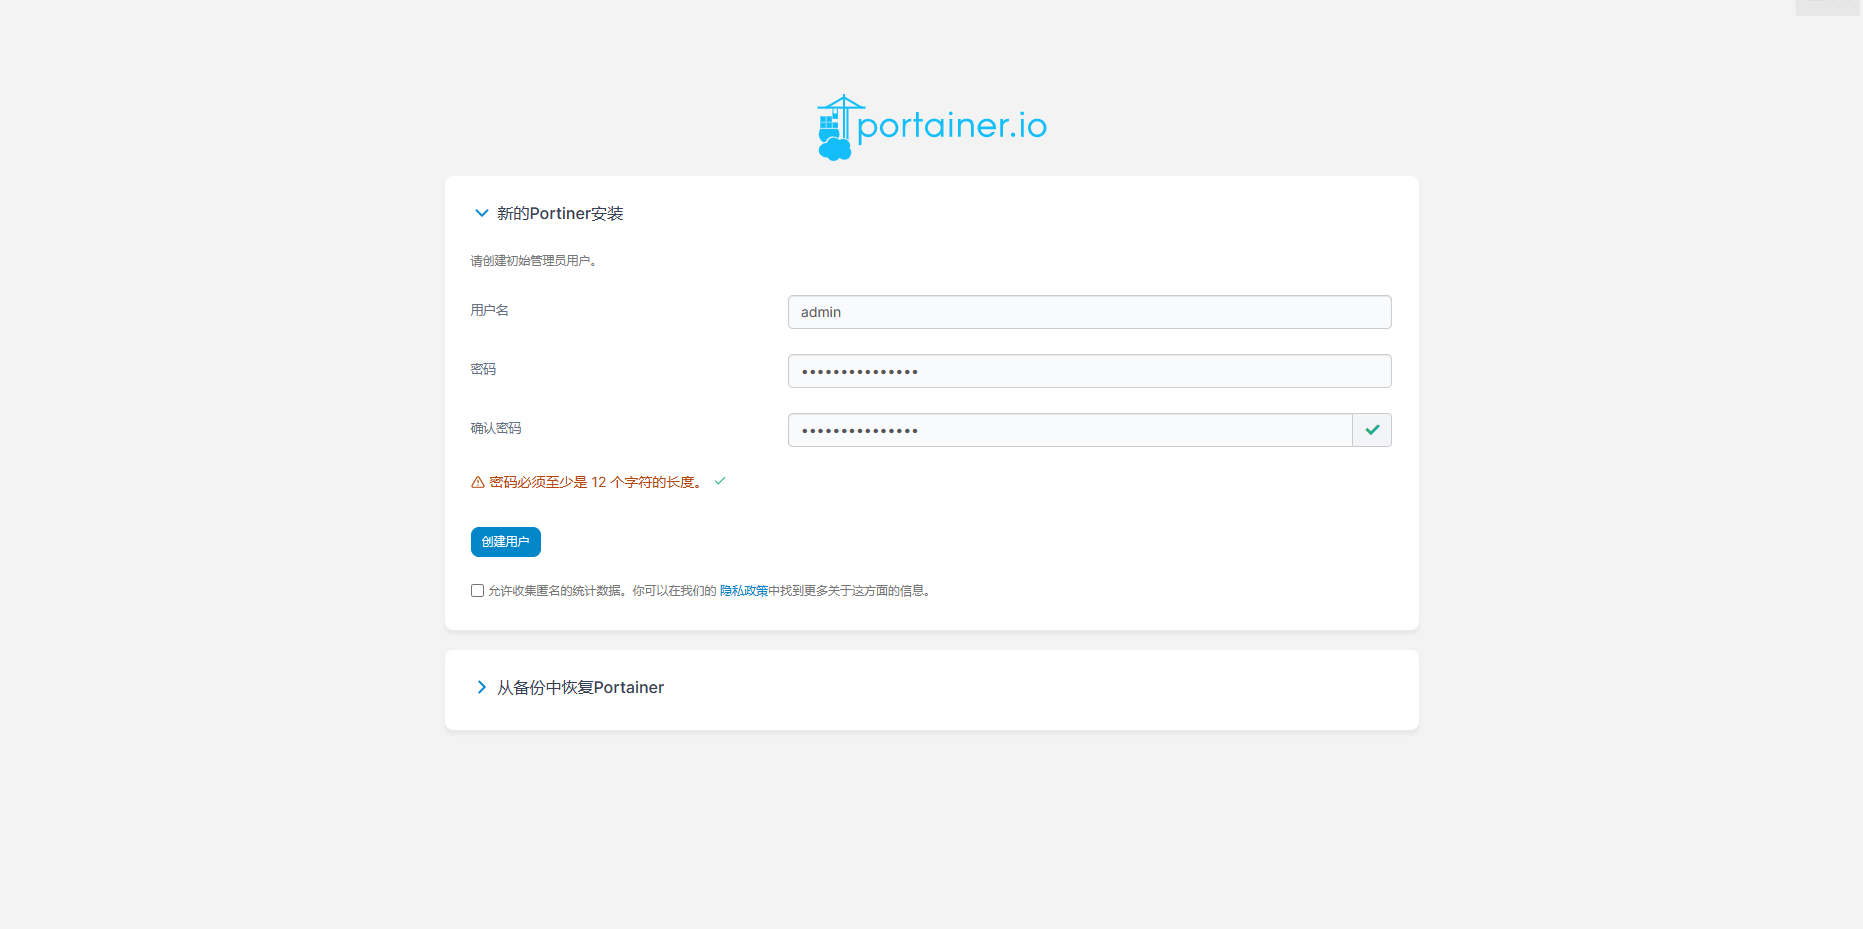 portainer.io
新的Portiner安装
请创建初始管理员用户。
用户名
admin
密码
•••••••••••••••
确认密码
•••••••••••••••
密码必须至少是 12 个字符的长度。
创建用户
允许收集匿名的统计数据。你可以在我们的 隐私政策中找到更多关于这方面的信息。
从备份中恢复Portainer